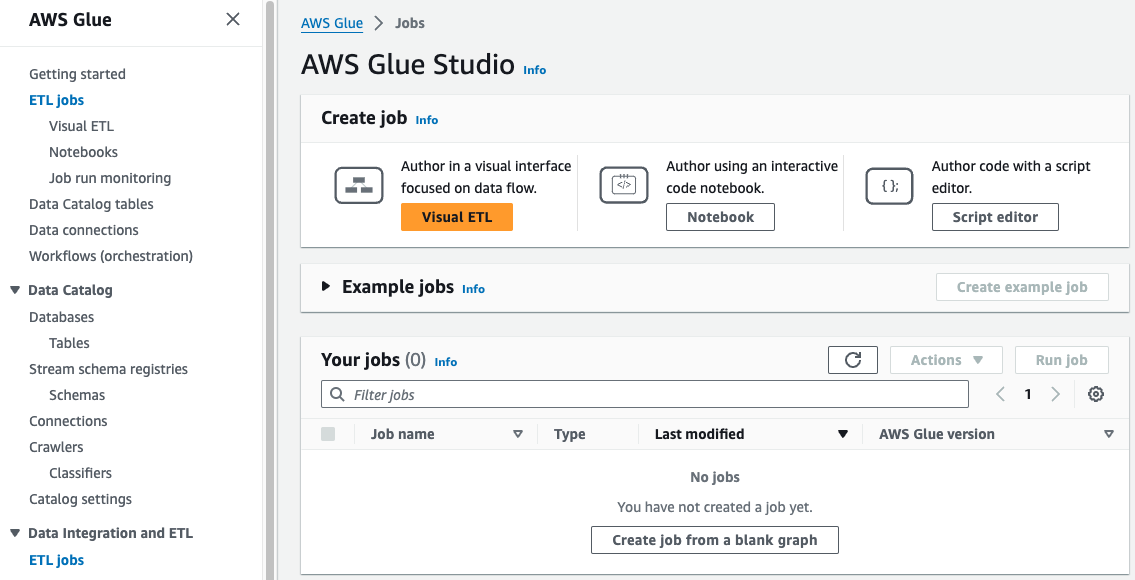 AWS Glue
Getting started
ETL jobs
Visual ETL
Notebooks
Job run monitoring
Data Catalog tables
Data connections
Workflows (orchestration)
Data Catalog
Databases
Tables
Stream schema registries
Schemas
Connections
Crawlers
Classifiers
Catalog settings
Data Integration and ETL
ETL jobs
AWS Glue > Jobs
AWS Glue Studio Info
Create job Info
Author in a visual interface
focused on data flow.
Visual ETL
Author using an interactive
code notebook.
Notebook
Author code with a script
editor.
Script editor
Example jobs Info
Create example job
Your jobs (0) Info
Actions
Run job
Filter jobs
1
Job name Type Last modified AWS Glue version
No jobs
You have not created a job yet.
Create job from a blank graph